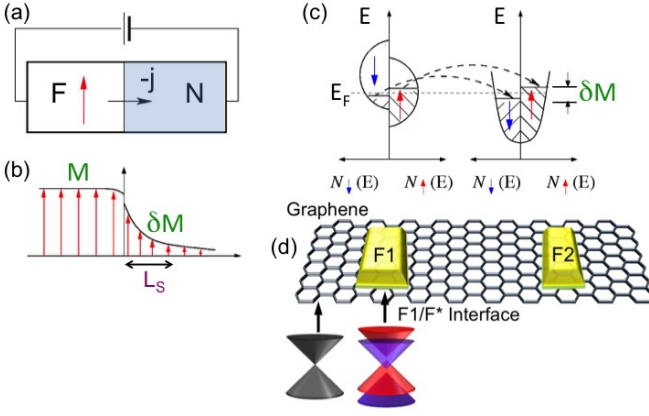 (a)
F
-j
N
(b)
M
δM
L_S
(c)
E
E
E_F
δM
N↓(E) N↑(E) N↓(E) N↑(E)
Graphene
(d)
F1
F2
F1/F* Interface